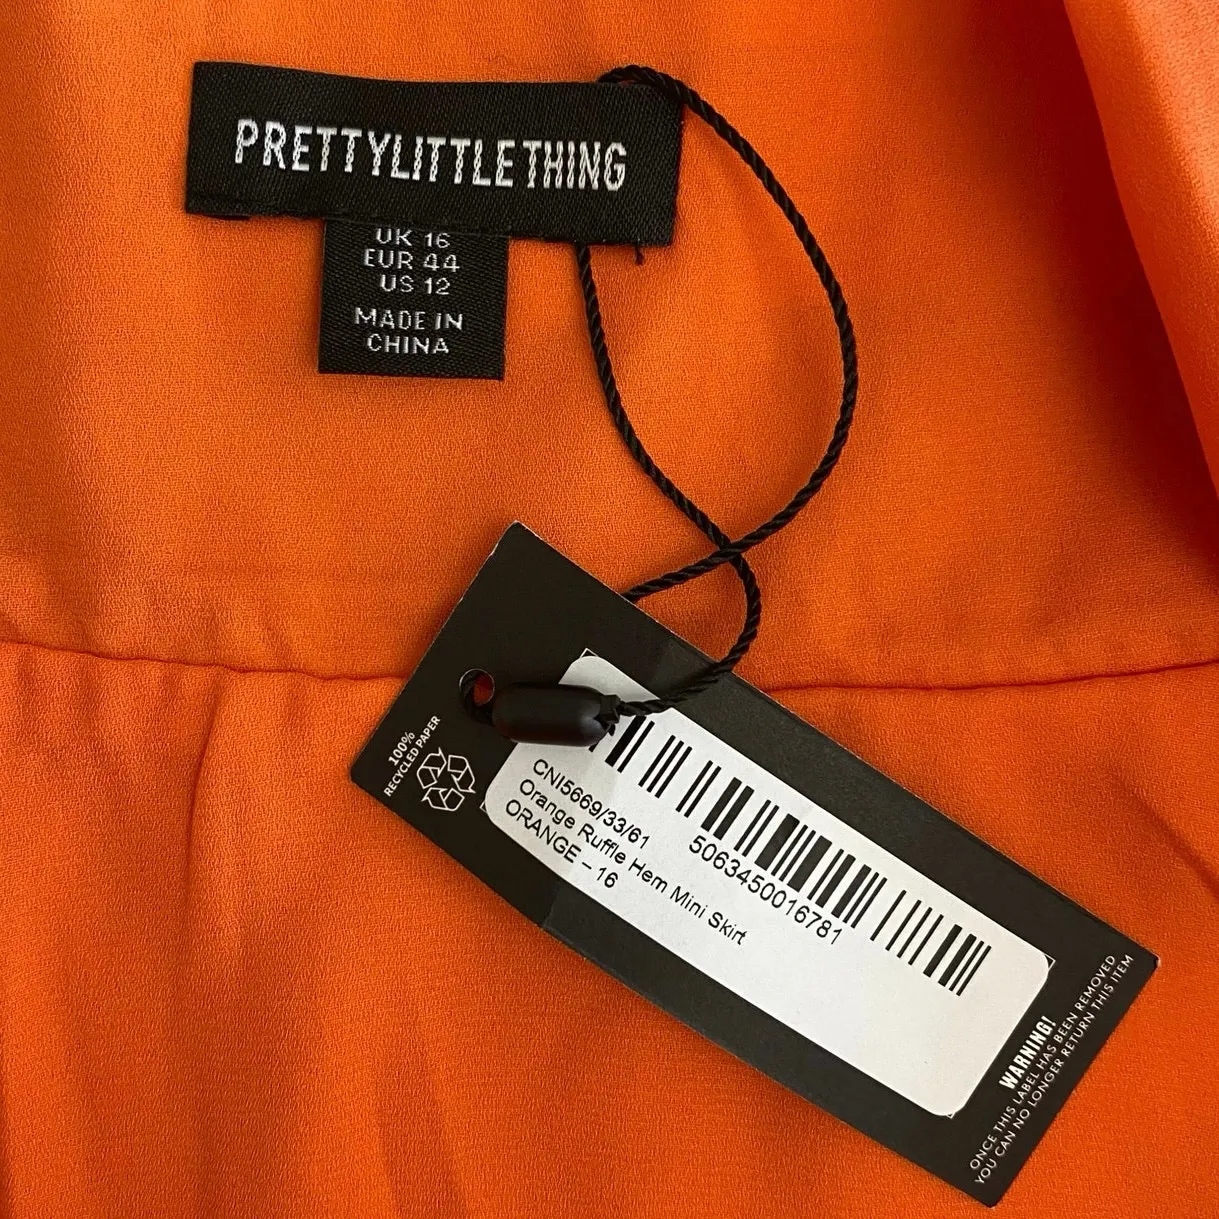 PRETTYLITTLETHING
UK 16
EUR 44
US 12
MADE IN
CHINA
100%
RECYCLED PAPER
CNI5669/33/61
5063450016781
Orange Ruffle Hem Mini Skirt
ORANGE – 16
WARNING!
ONCE THIS LABEL HAS BEEN REMOVED
YOU CAN NO LONGER RETURN THIS ITEM